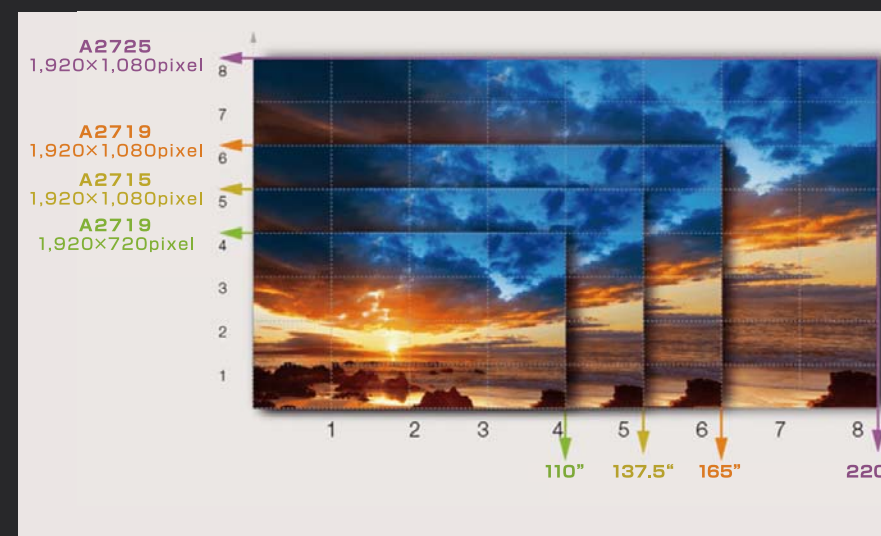 A2725
1,920×1,080pixel
8
7
A2719
1,920×1,080pixel
6
A2715
1,920×1,080pixel
5
A2719
1,920×720pixel
4
3
2
1
1 2 3 4 5 6 7 8
110” 137.5“ 165” 220